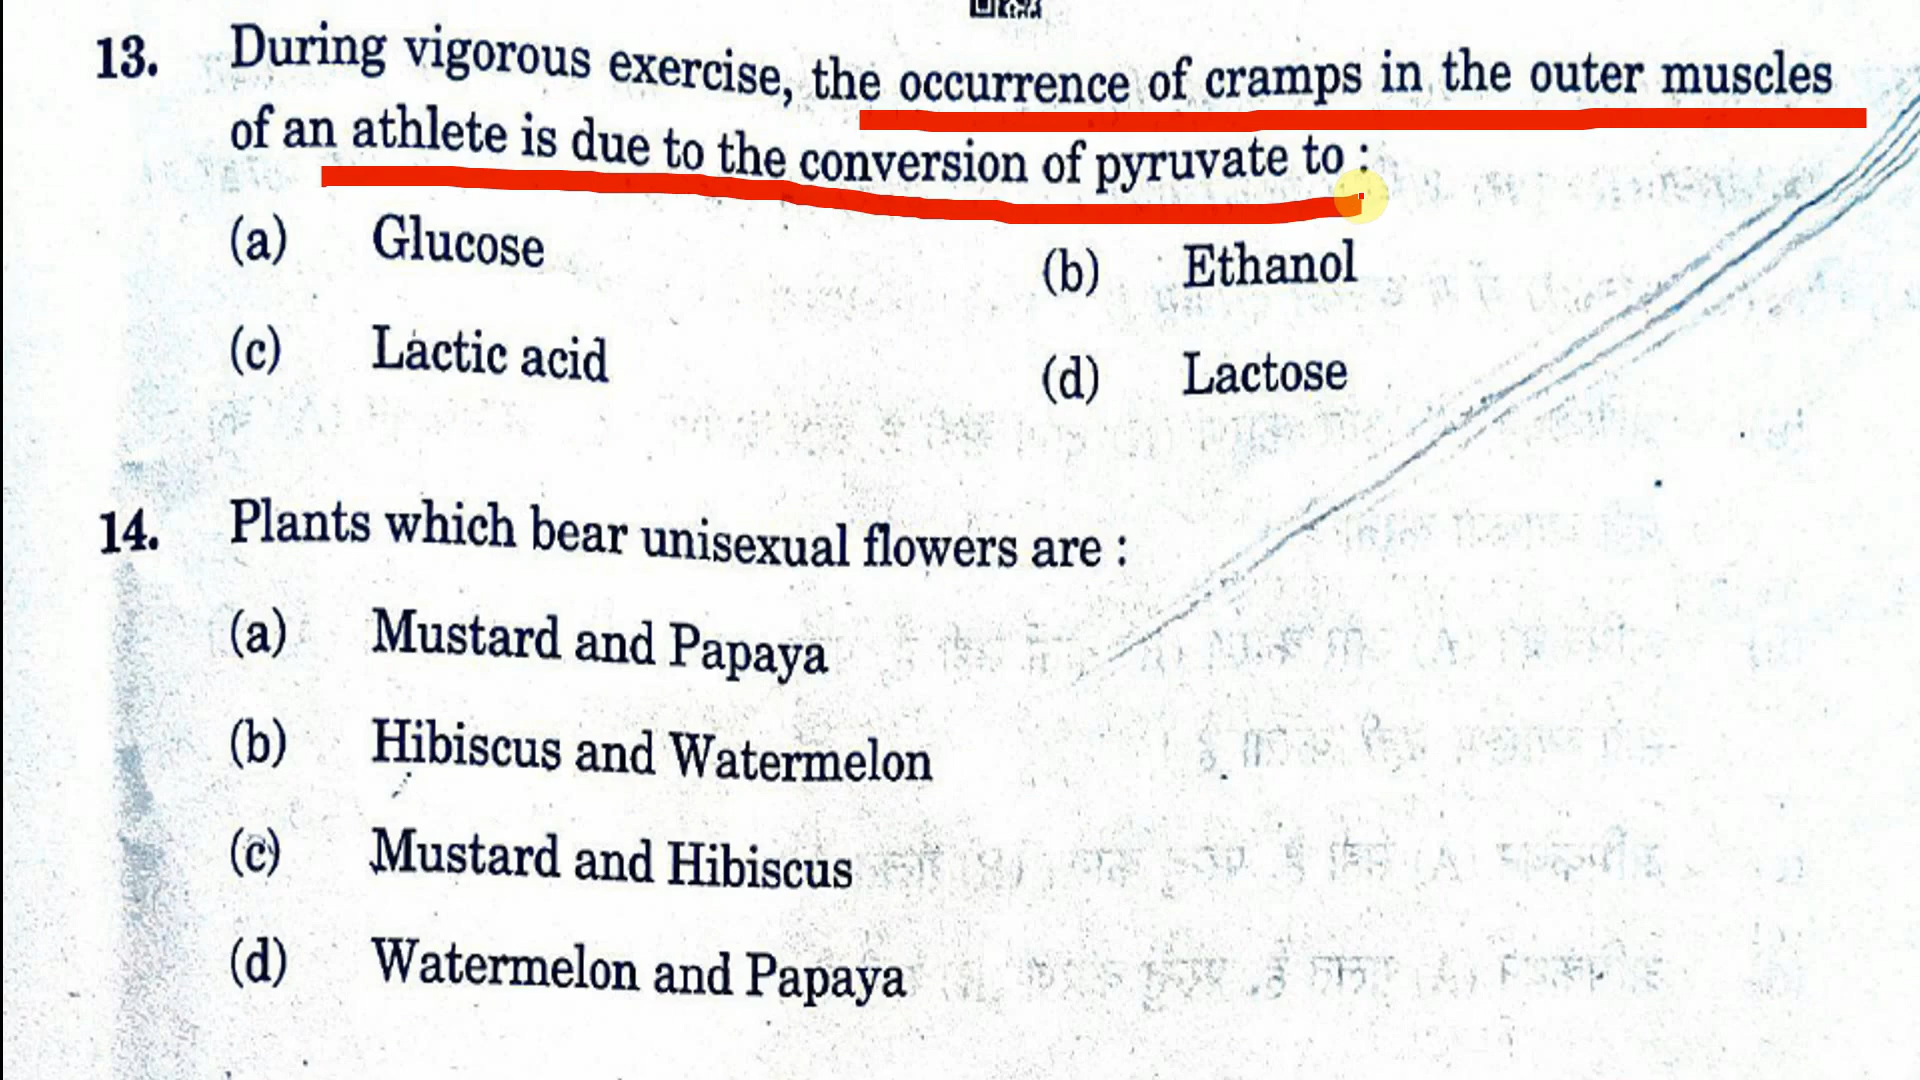 13. During vigorous exercise, the occurrence of cramps in the outer muscles
of an athlete is due to the conversion of pyruvate to :
(a) Glucose (b) Ethanol
(c) Lactic acid (d) Lactose
14. Plants which bear unisexual flowers are :
(a) Mustard and Papaya
(b) Hibiscus and Watermelon
(c) Mustard and Hibiscus
(d) Watermelon and Papaya